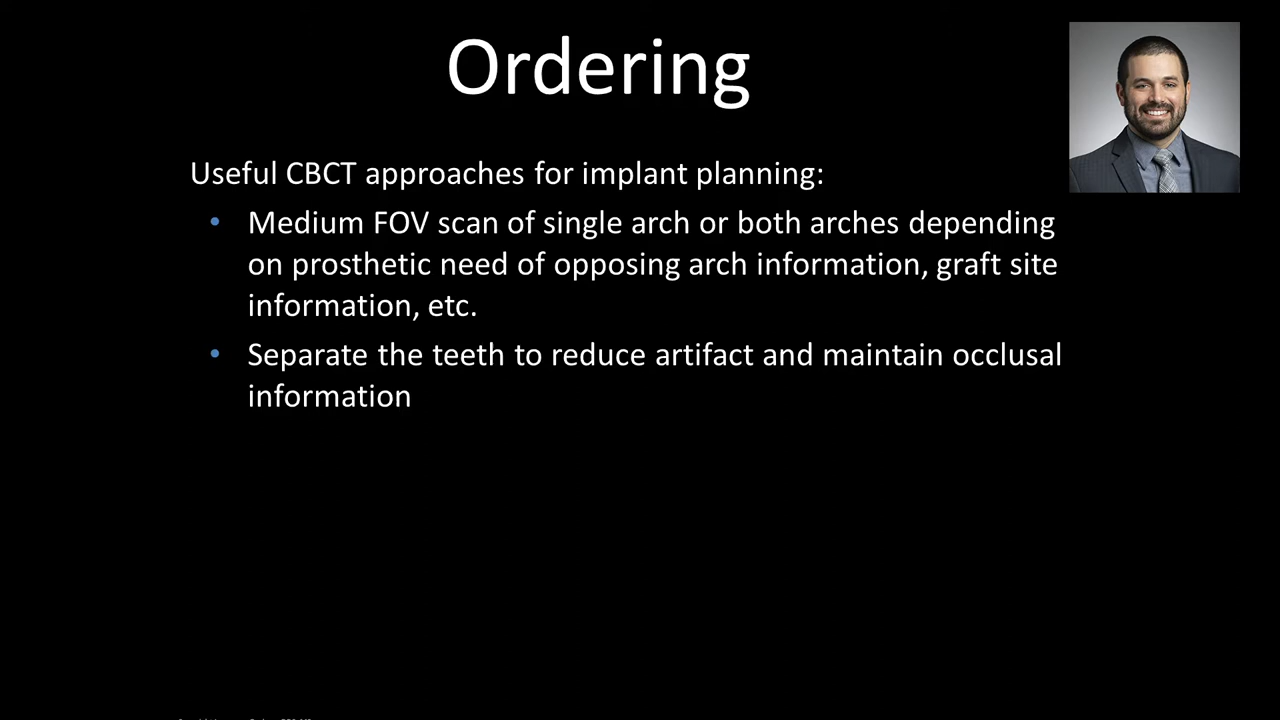 Ordering
Useful CBCT approaches for implant planning:
• Medium FOV scan of single arch or both arches depending
on prosthetic need of opposing arch information, graft site
information, etc.
• Separate the teeth to reduce artifact and maintain occlusal
information